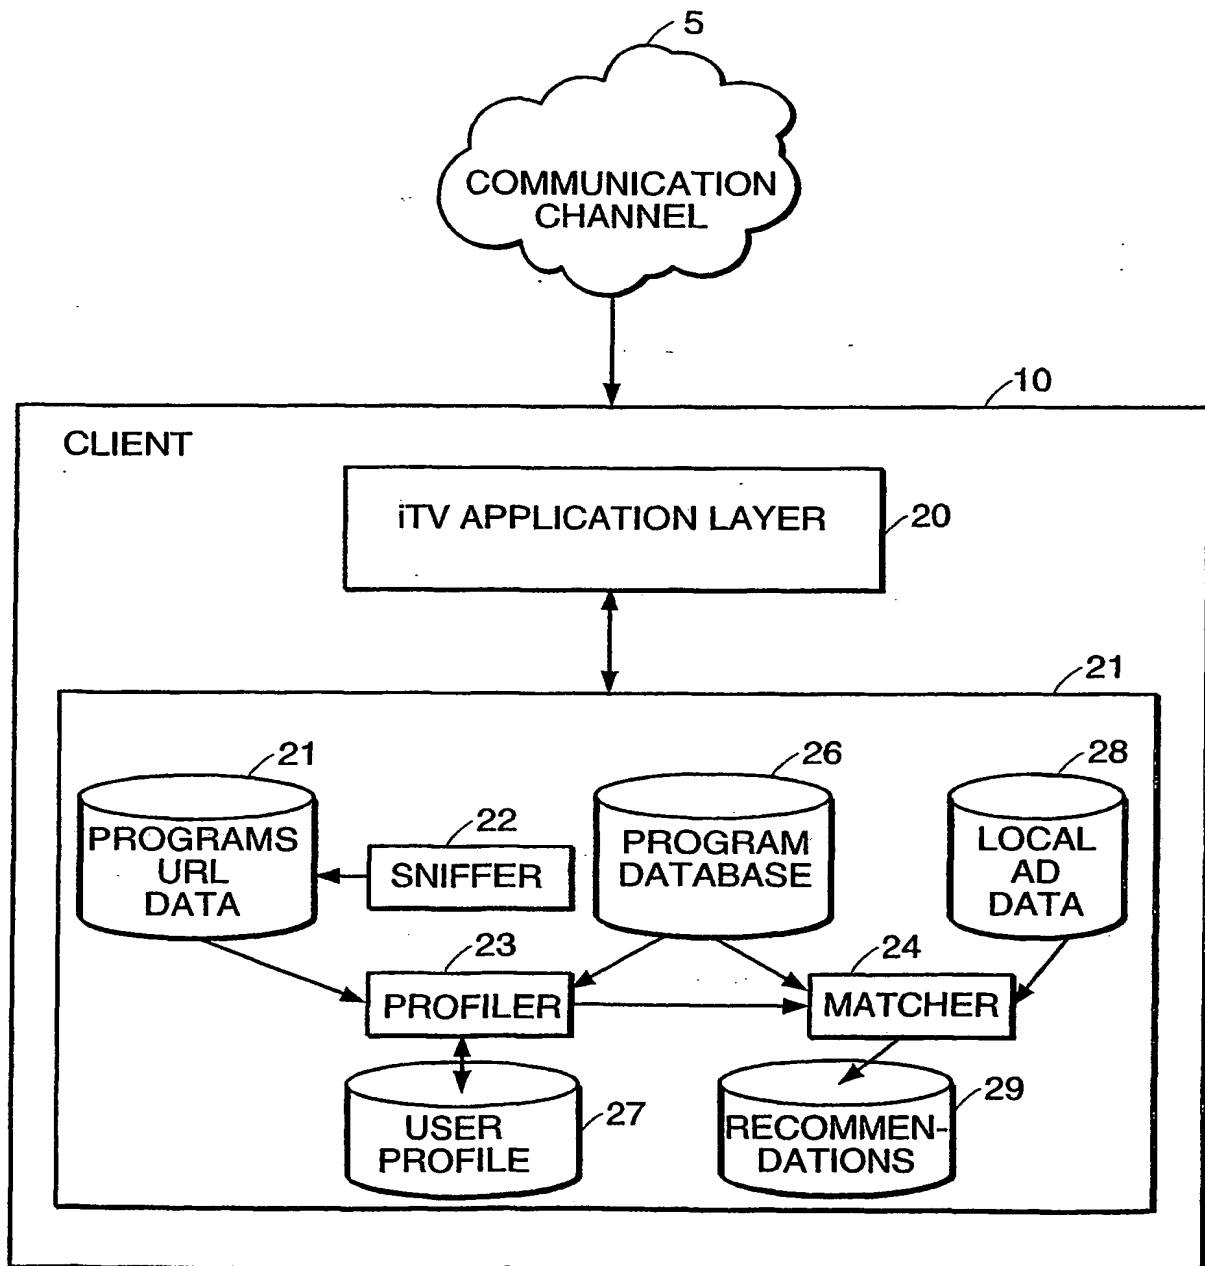 5
COMMUNICATION
CHANNEL
10
CLIENT
iTV APPLICATION LAYER
20
21
21
26
28
PROGRAMS
URL
DATA
22
SNIFFER
PROGRAM
DATABASE
LOCAL
AD
DATA
23
PROFILER
24
MATCHER
USER
PROFILE
27
RECOMMEN-
DATIONS
29